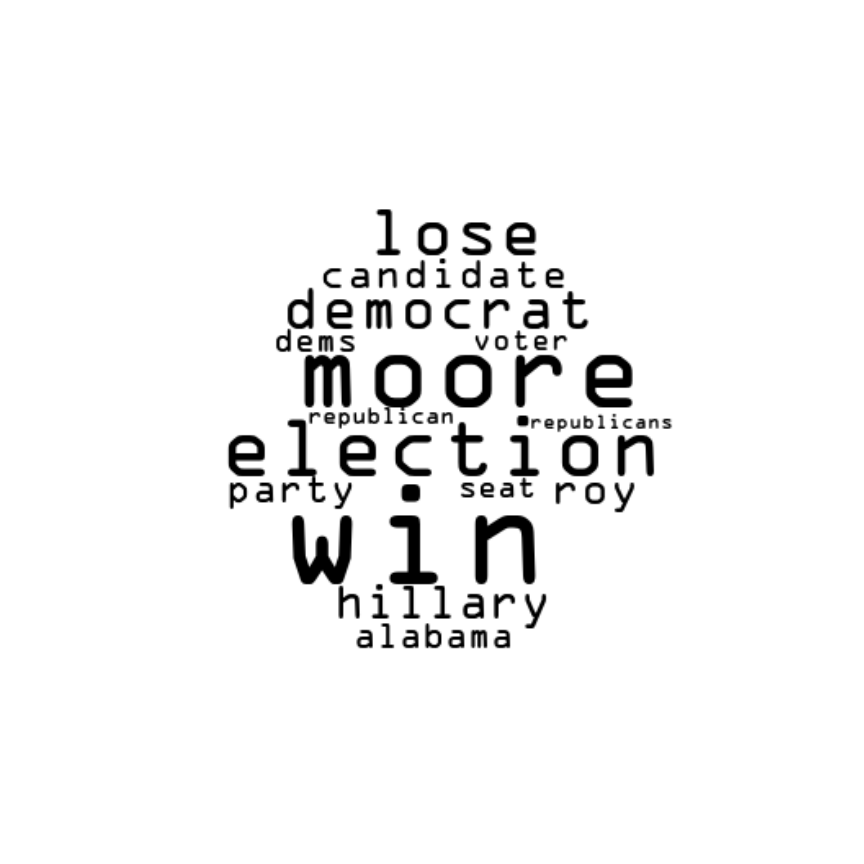 lose
candidate
democrat
dems voter
moore
republican republicans
election
party seat roy
win
hillary
alabama